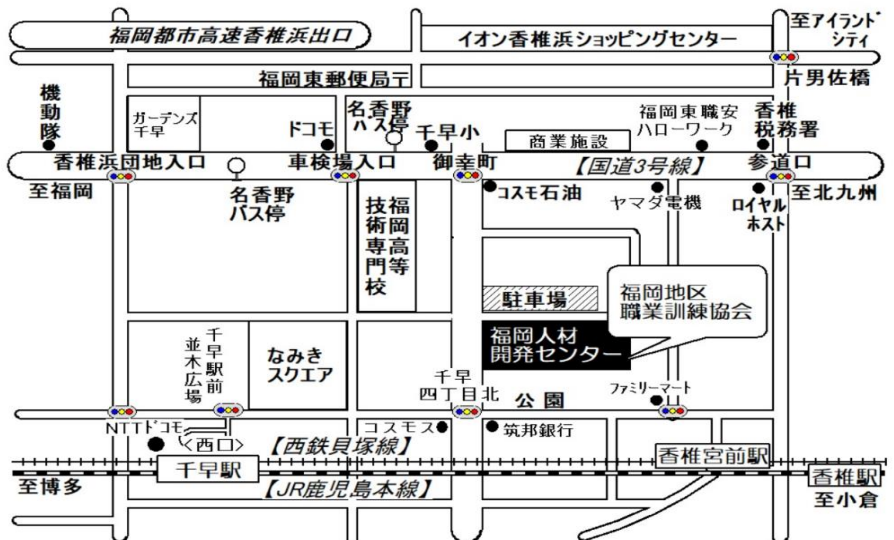 福岡都市高速香椎浜出口
イオン香椎浜ショッピングセンター
至アイランド
シティ
片男佐橋
福岡東郵便局〒
機動隊
ガーデンズ
千早
ドコモ
名香野
バス停
千早小
商業施設
福岡東職安
ハローワーク
香椎
税務署
香椎浜団地入口
車検場入口
御幸町
【国道3号線】
参道口
至福岡
名香野
バス停
コスモ石油
ヤマダ電機
ロイヤル
ホスト
至北九州
福岡高等
技術専門校
駐車場
福岡地区
職業訓練協会
福岡人材
開発センター
千早駅前
並木広場
なみき
スクエア
千早
四丁目北
公園
ファミリーマート
NTTドコモ
<西口>
【西鉄貝塚線】
コスモス
筑邦銀行
千早駅
香椎宮前駅
香椎駅
至博多
【JR鹿児島本線】
至小倉